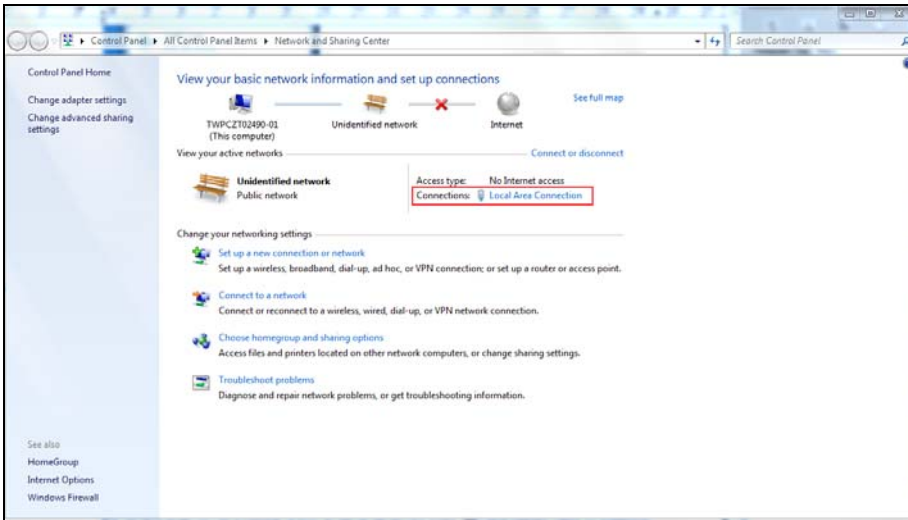 Control Panel ▸ All Control Panel Items ▸ Network and Sharing Center
Search Control Panel
Control Panel Home
Change adapter settings
Change advanced sharing
settings
View your basic network information and set up connections
See full map
TWPCZT02490-01
(This computer)
Unidentified network
Internet
View your active networks
Connect or disconnect
Unidentified network
Public network
Access type: No Internet access
Connections: Local Area Connection
Change your networking settings
Set up a new connection or network
Set up a wireless, broadband, dial-up, ad hoc, or VPN connection; or set up a router or access point.
Connect to a network
Connect or reconnect to a wireless, wired, dial-up, or VPN network connection.
Choose homegroup and sharing options
Access files and printers located on other network computers, or change sharing settings.
Troubleshoot problems
Diagnose and repair network problems, or get troubleshooting information.
See also
HomeGroup
Internet Options
Windows Firewall